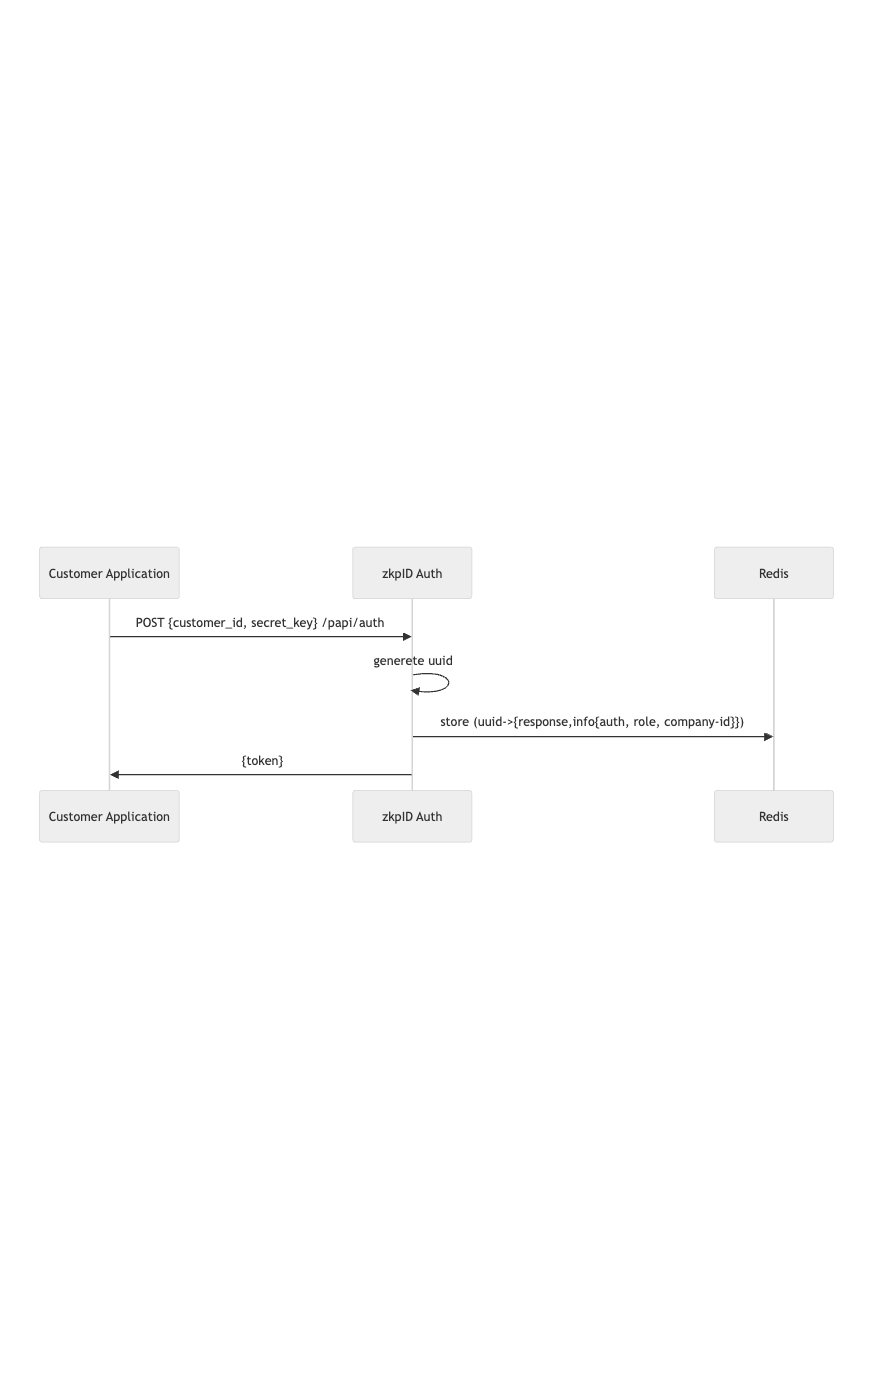 Customer Application
zkpID Auth
Redis
POST {customer_id, secret_key} /papi/auth
generete uuid
store (uuid->{response,info{auth, role, company-id}})
{token}
Customer Application
zkpID Auth
Redis